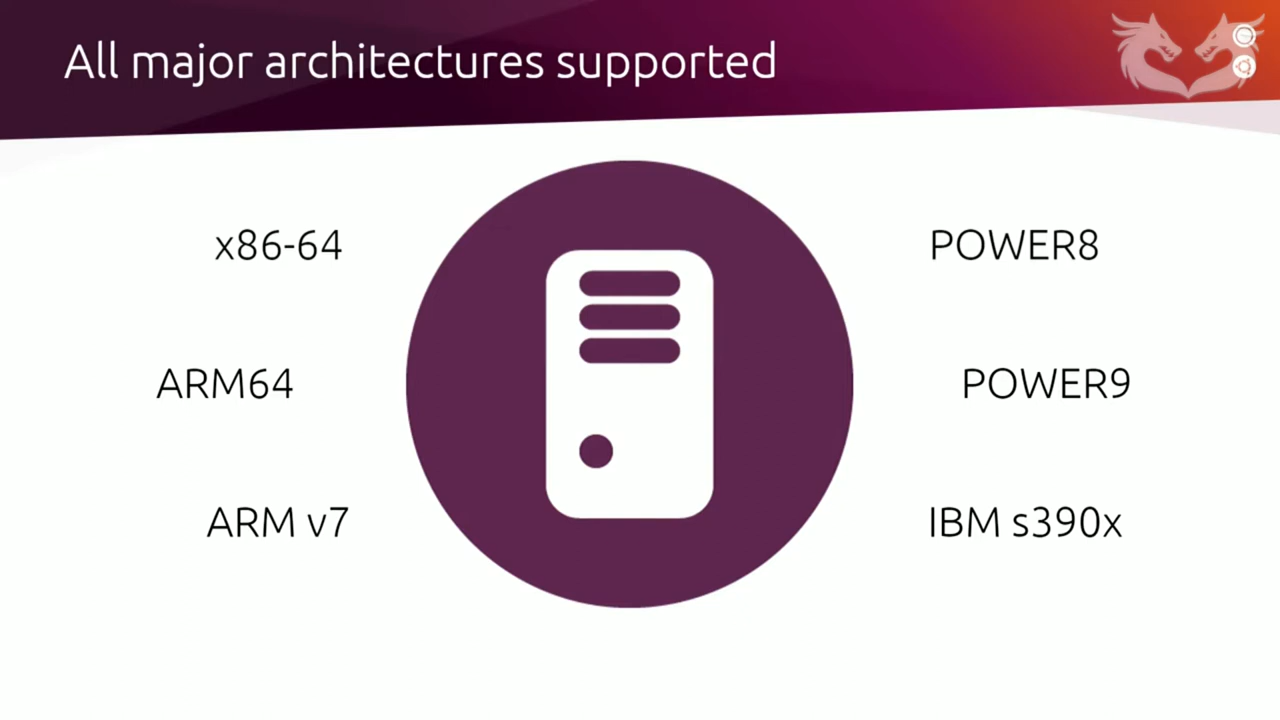 All major architectures supported
x86-64
POWER8
ARM64
POWER9
ARM v7
IBM s390x